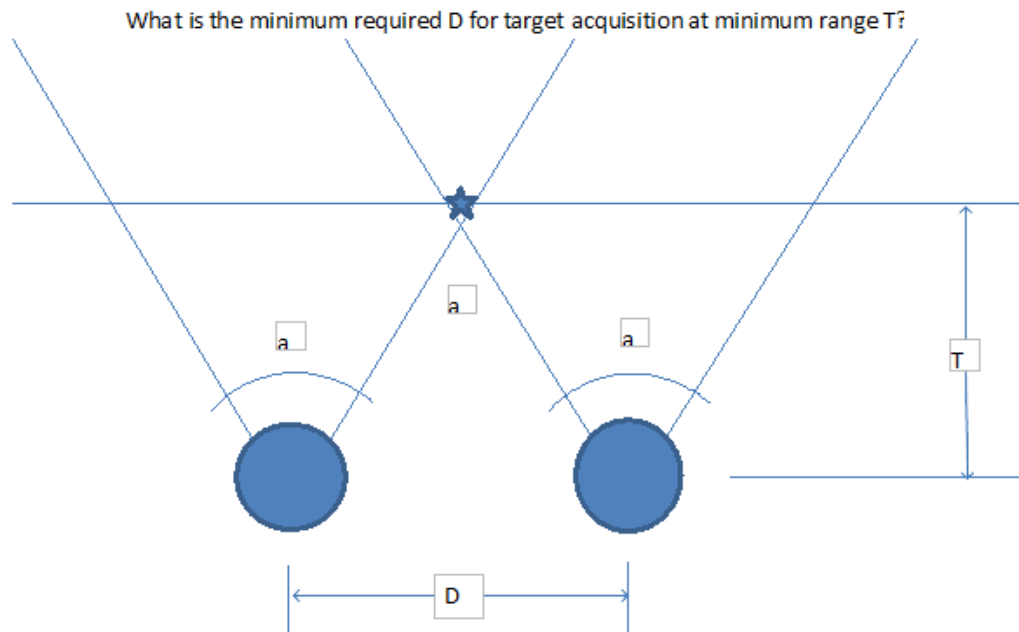 What is the minimum required D for target acquisition at minimum range T?
a
a
a
T
D